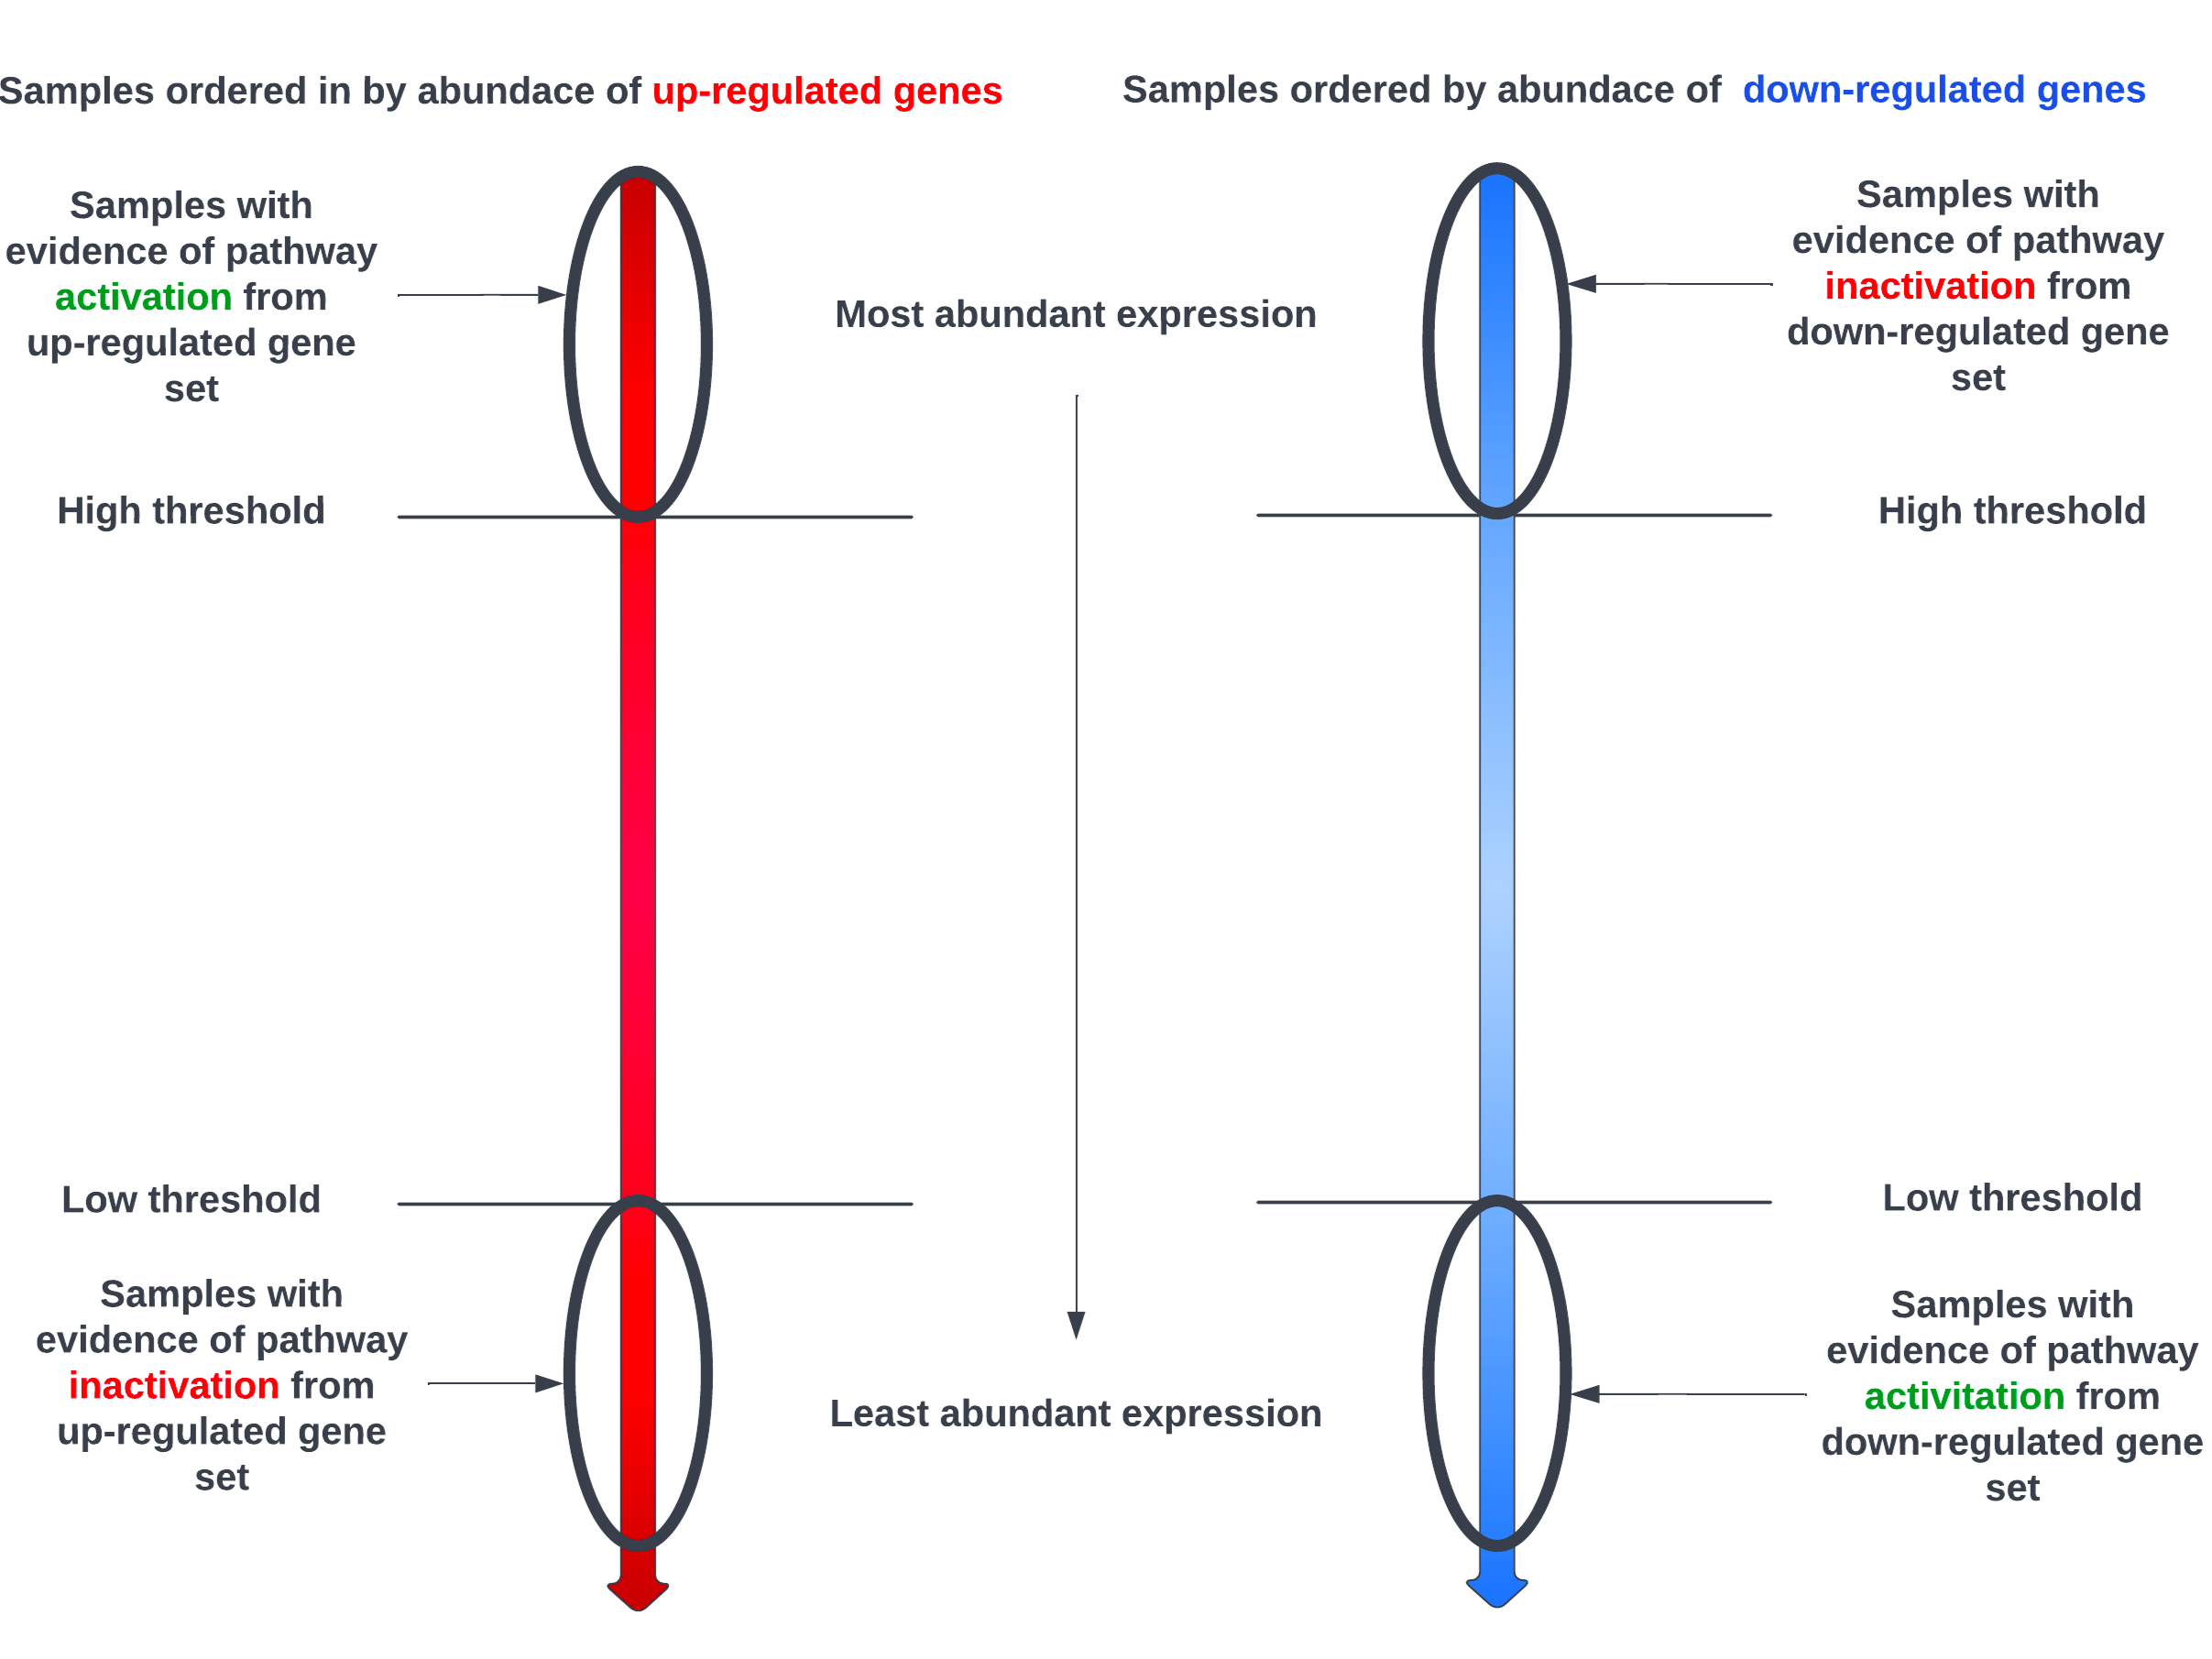 Samples ordered in by abundace of up-regulated genes
Samples ordered by abundace of down-regulated genes
Samples with
evidence of pathway
activation from
up-regulated gene
set
Most abundant expression
Samples with
evidence of pathway
inactivation from
down-regulated gene
set
High threshold
High threshold
Low threshold
Low threshold
Samples with
evidence of pathway
inactivation from
up-regulated gene
set
Least abundant expression
Samples with
evidence of pathway
activitation from
down-regulated gene
set